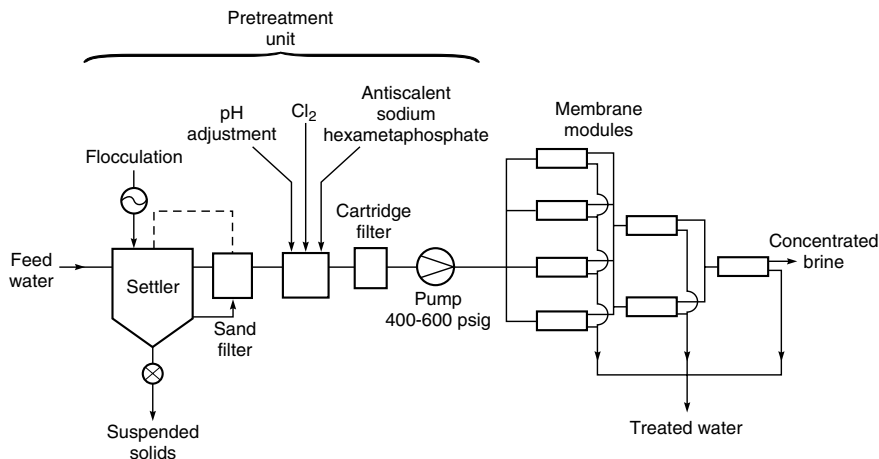 Pretreatment
unit
pH
adjustment
Cl₂
Antiscalent
sodium
hexametaphosphate
Membrane
modules
Flocculation
Cartridge
filter
Feed
water
Settler
Concentrated
brine
Pump
400-600 psig
Sand
filter
Suspended
solids
Treated water